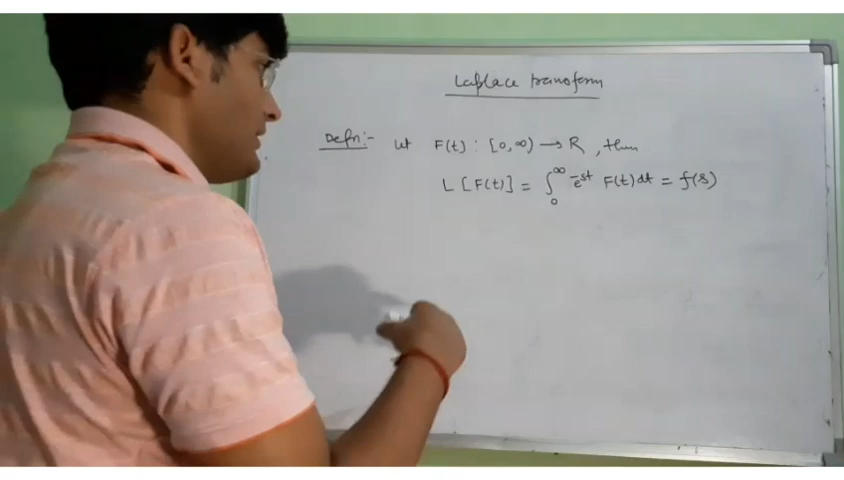 Laplace transform
Defn:- let F(t) : [0,∞) → R , then
L [F(t)] = ∫₀^∞ e^{-st} F(t) dt = f(s)